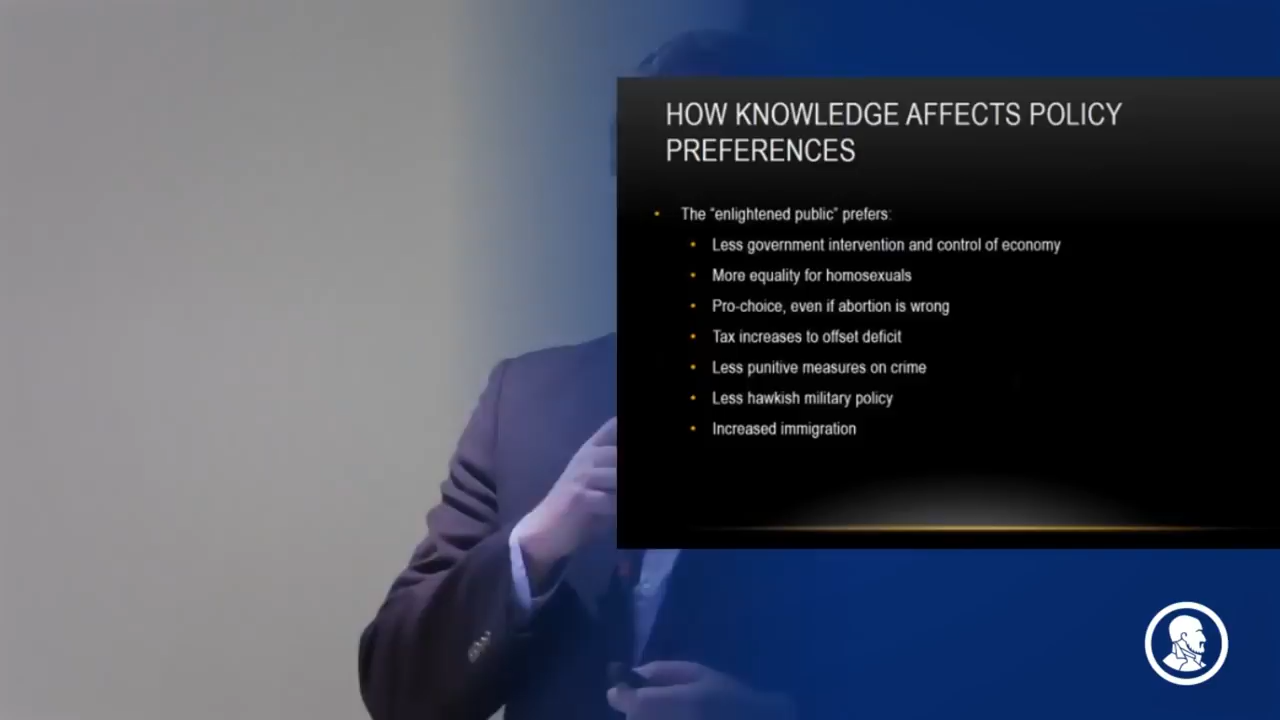 HOW KNOWLEDGE AFFECTS POLICY
PREFERENCES
• The “enlightened public” prefers:
• Less government intervention and control of economy
• More equality for homosexuals
• Pro-choice, even if abortion is wrong
• Tax increases to offset deficit
• Less punitive measures on crime
• Less hawkish military policy
• Increased immigration